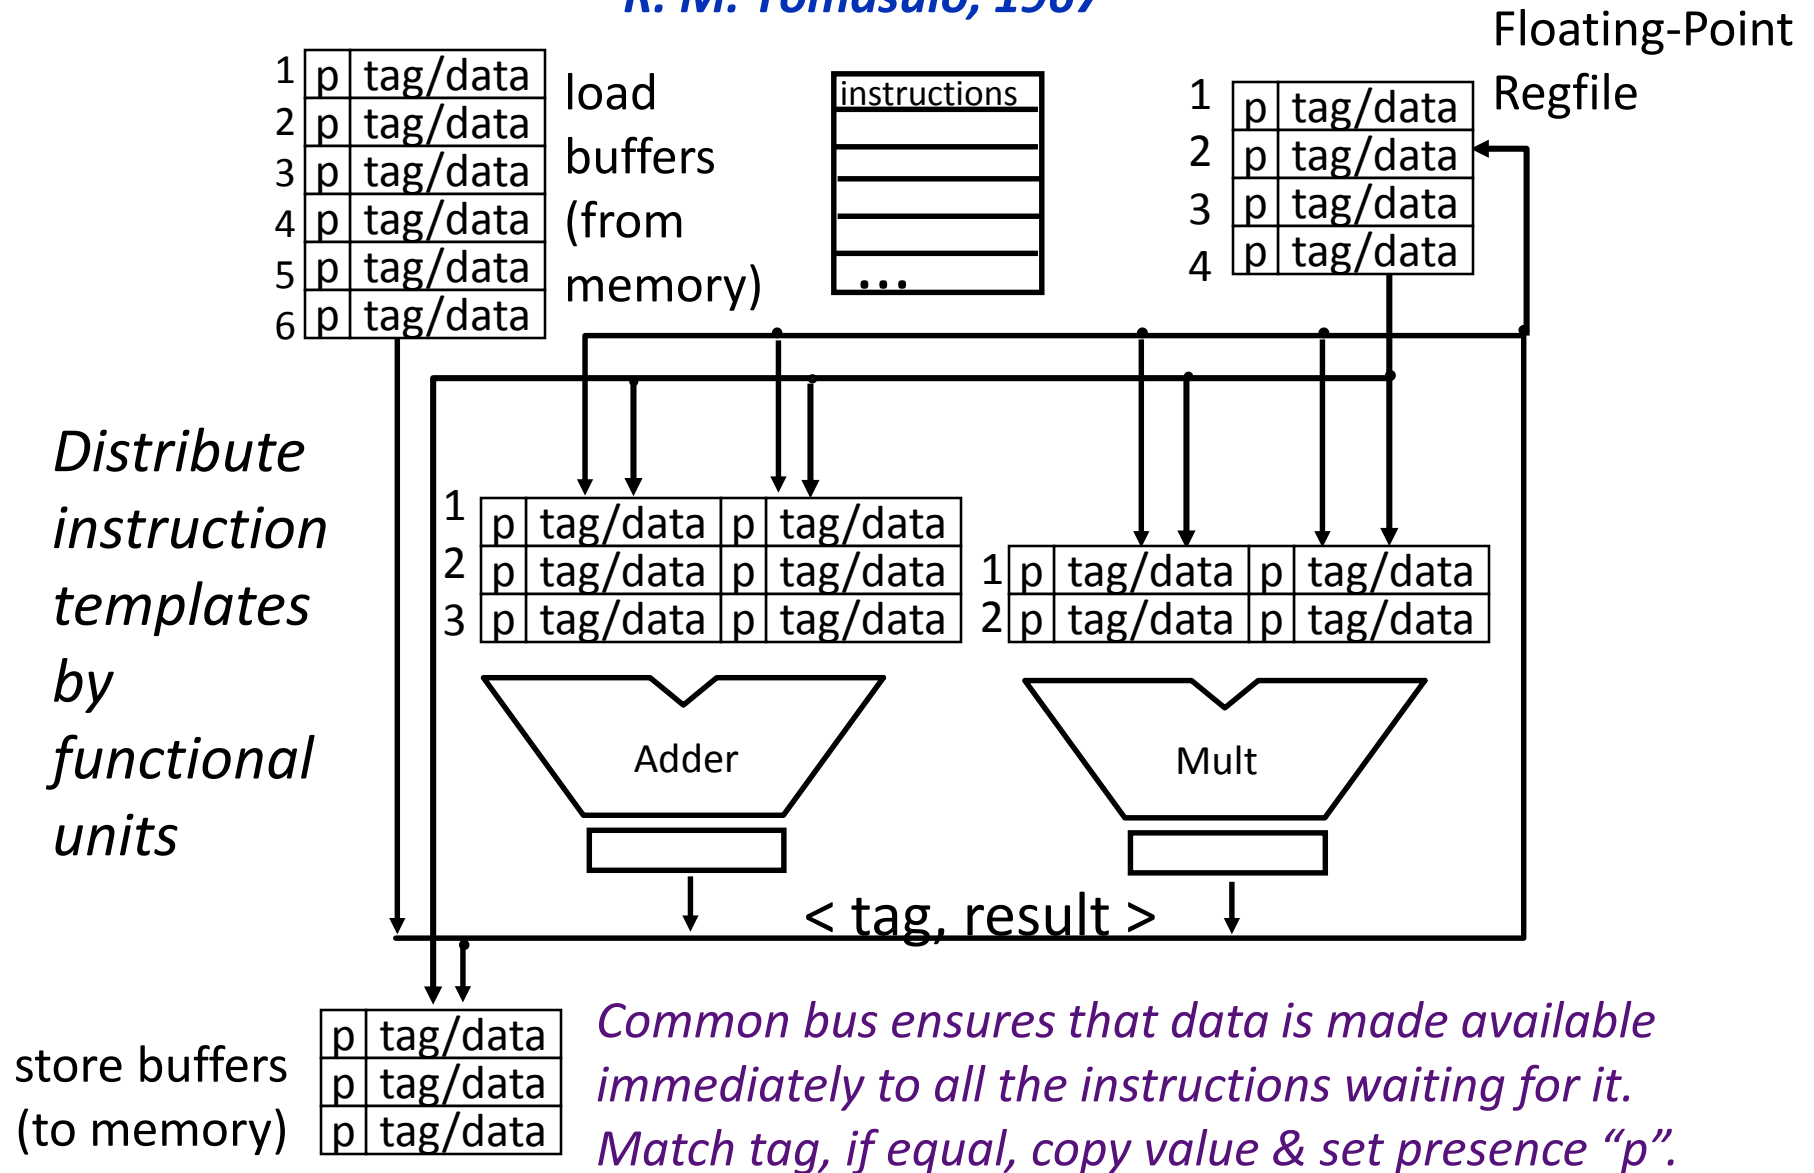 R. M. Tomasulo, 1967
Floating-Point
Regfile
1 p tag/data
2 p tag/data
3 p tag/data
4 p tag/data
5 p tag/data
6 p tag/data
load
buffers
(from
memory)
instructions
...
1 p tag/data
2 p tag/data
3 p tag/data
4 p tag/data
Distribute
instruction
templates
by
functional
units
1 p tag/data p tag/data
2 p tag/data p tag/data
3 p tag/data p tag/data
1 p tag/data p tag/data
2 p tag/data p tag/data
Adder
Mult
< tag, result >
store buffers
(to memory)
p tag/data
p tag/data
p tag/data
Common bus ensures that data is made available
immediately to all the instructions waiting for it.
Match tag, if equal, copy value & set presence “p”.